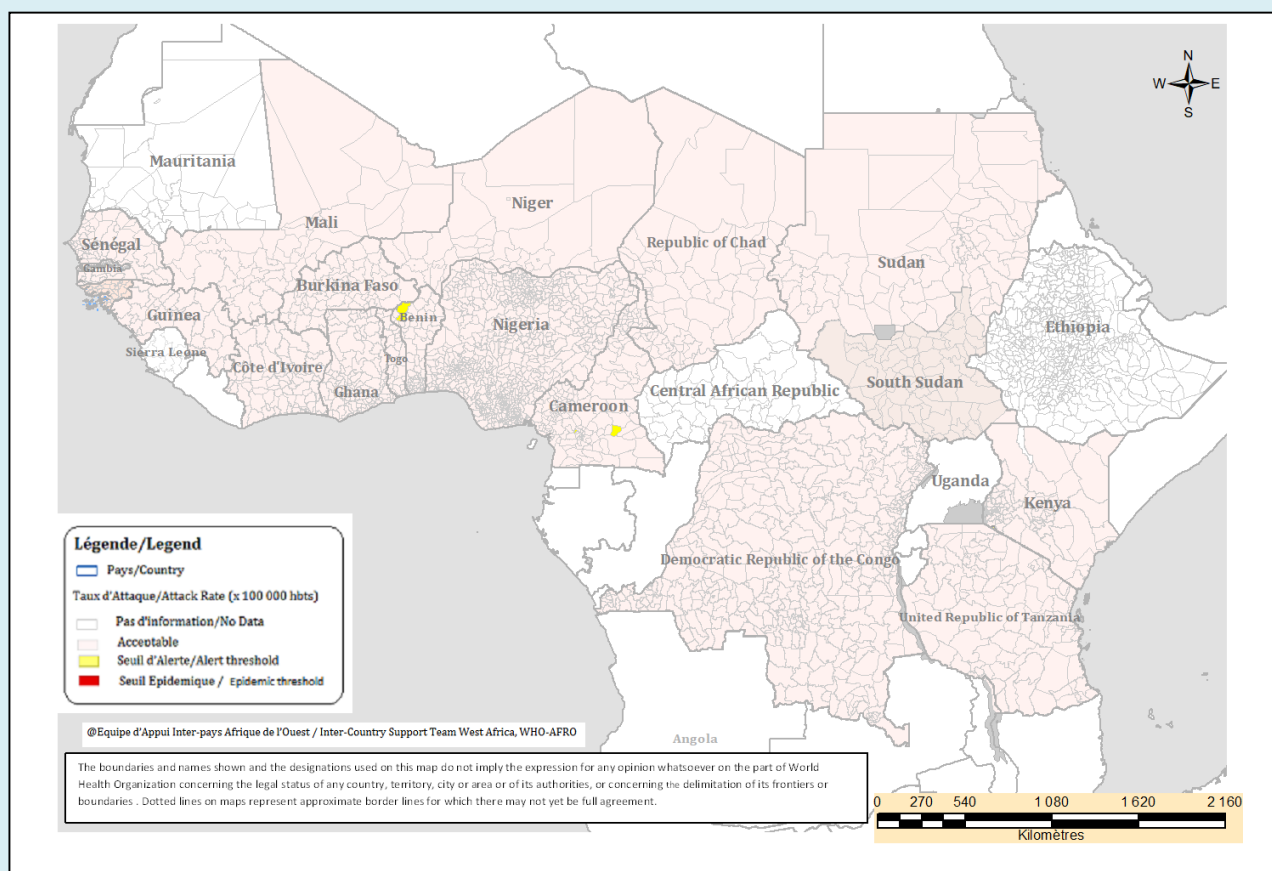 N
W E
S
Mauritania
Mali
Niger
Republic of Chad
Sudan
Sénégal
Gambia
Burkina Faso
Benin
Guinea
Nigeria
Ethiopia
Sierra Leone
Côte d'Ivoire
Togo
Ghana
Cameroon
Central African Republic
South Sudan
Uganda
Kenya
Democratic Republic of the Congo
United Republic of Tanzania
Angola
Légende/Legend
Pays/Country
Taux d'Attaque/Attack Rate (x 100 000 hbts)
Pas d'information/No Data
Acceptable
Seuil d'Alerte/Alert threshold
Seuil Epidemique / Epidemic threshold
@Equipe d'Appui Inter-pays Afrique de l'Ouest / Inter-Country Support Team West Africa, WHO-AFRO
The boundaries and names shown and the designations used on this map do not imply the expression for any opinion whatsoever on the part of World
Health Organization concerning the legal status of any country, territory, city or area or of its authorities, or concerning the delimitation of its frontiers or
boundaries . Dotted lines on maps represent approximate border lines for which there may not yet be full agreement.
0 270 540 1 080 1 620 2 160
Kilomètres